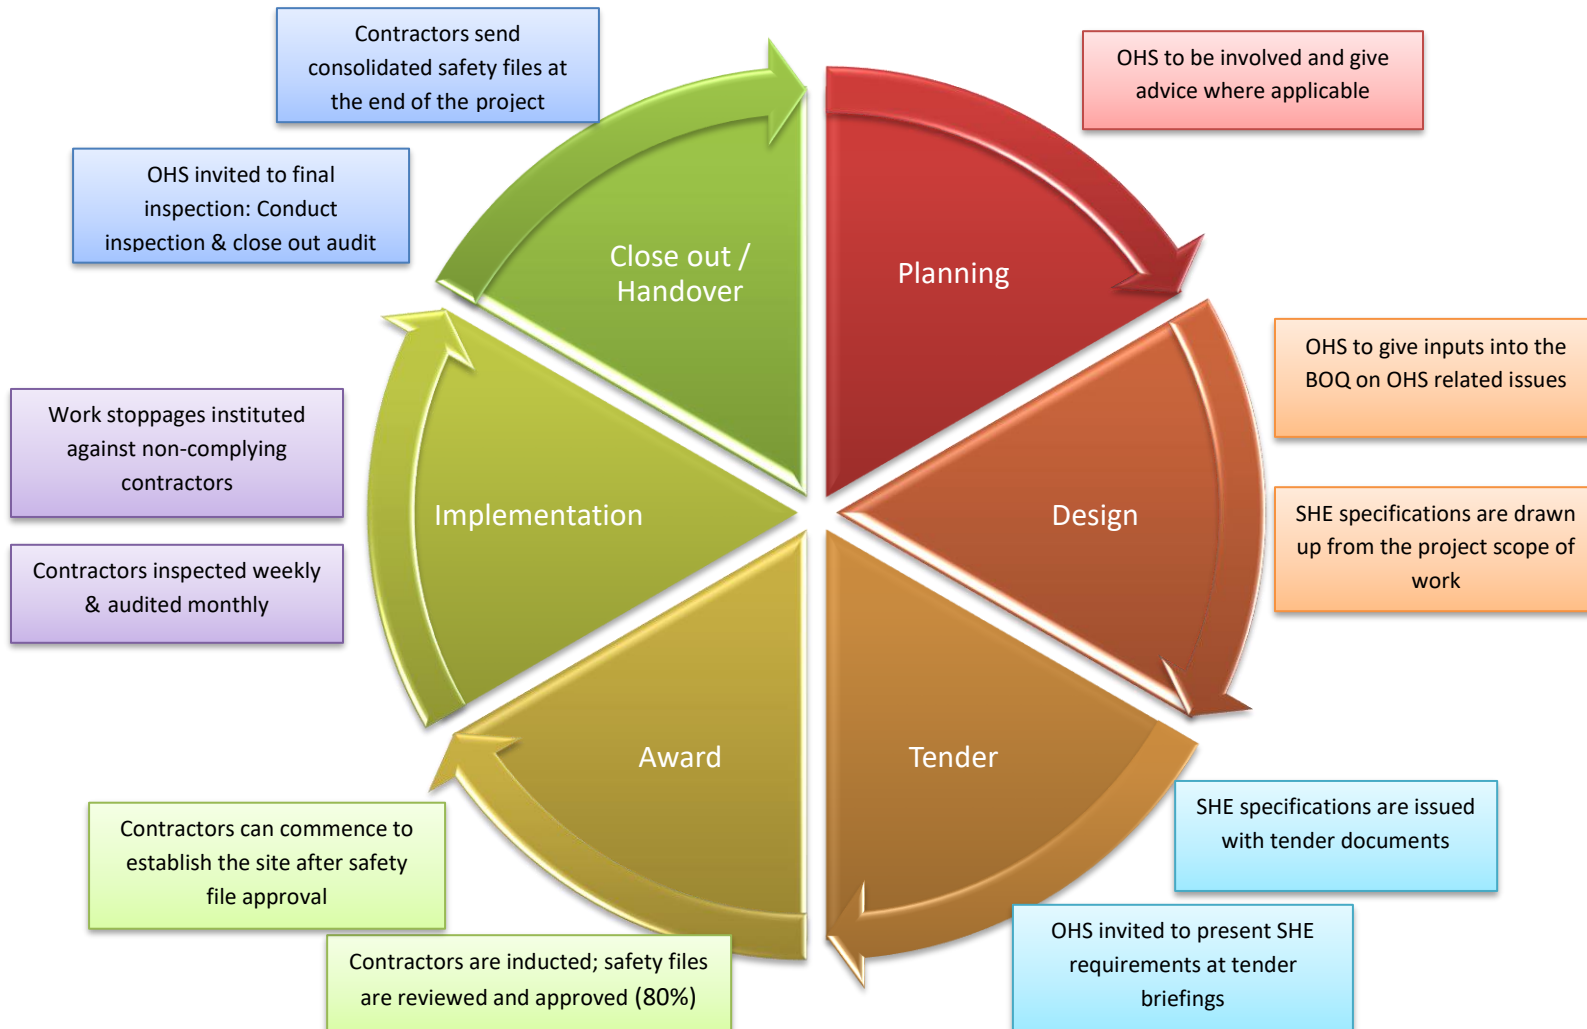 Contractors send
consolidated safety files at
the end of the project
OHS to be involved and give
advice where applicable
OHS invited to final
inspection: Conduct
inspection & close out audit
Close out /
Handover
Planning
OHS to give inputs into the
BOQ on OHS related issues
Work stoppages instituted
against non-complying
contractors
Implementation
Design
SHE specifications are drawn
up from the project scope of
work
Contractors inspected weekly
& audited monthly
Award
Tender
SHE specifications are issued
with tender documents
Contractors can commence to
establish the site after safety
file approval
OHS invited to present SHE
requirements at tender
briefings
Contractors are inducted; safety files
are reviewed and approved (80%)